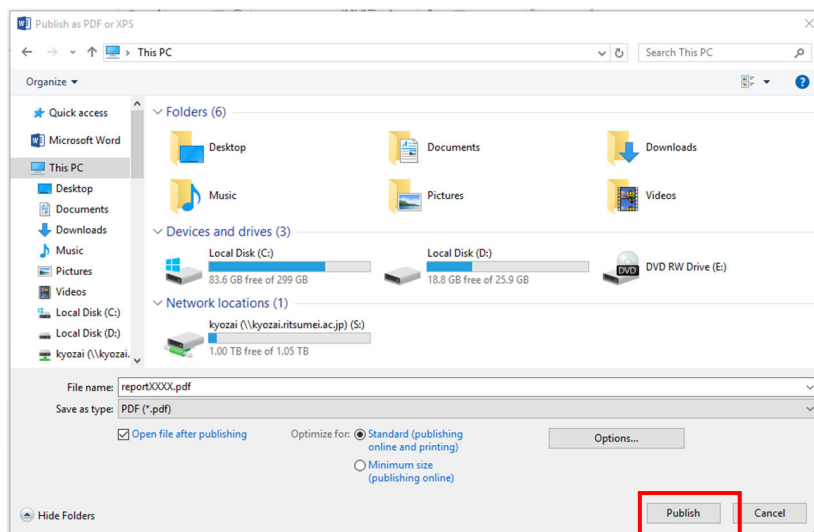 Publish as PDF or XPS
This PC
Search This PC
Organize
Quick access
Microsoft Word
This PC
Desktop
Documents
Downloads
Music
Pictures
Videos
Local Disk (C:)
Local Disk (D:)
kyozai (\\kyozai.
Folders (6)
Desktop
Documents
Downloads
Music
Pictures
Videos
Devices and drives (3)
Local Disk (C:)
83.6 GB free of 299 GB
Local Disk (D:)
18.8 GB free of 25.9 GB
DVD
DVD RW Drive (E:)
Network locations (1)
kyozai (\\kyozai.ritsumei.ac.jp) (S:)
1.00 TB free of 1.05 TB
File name: reportXXXX.pdf
Save as type: PDF (*.pdf)
Open file after publishing
Optimize for: Standard (publishing
online and printing)
Minimum size
(publishing online)
Options...
Hide Folders
Publish
Cancel